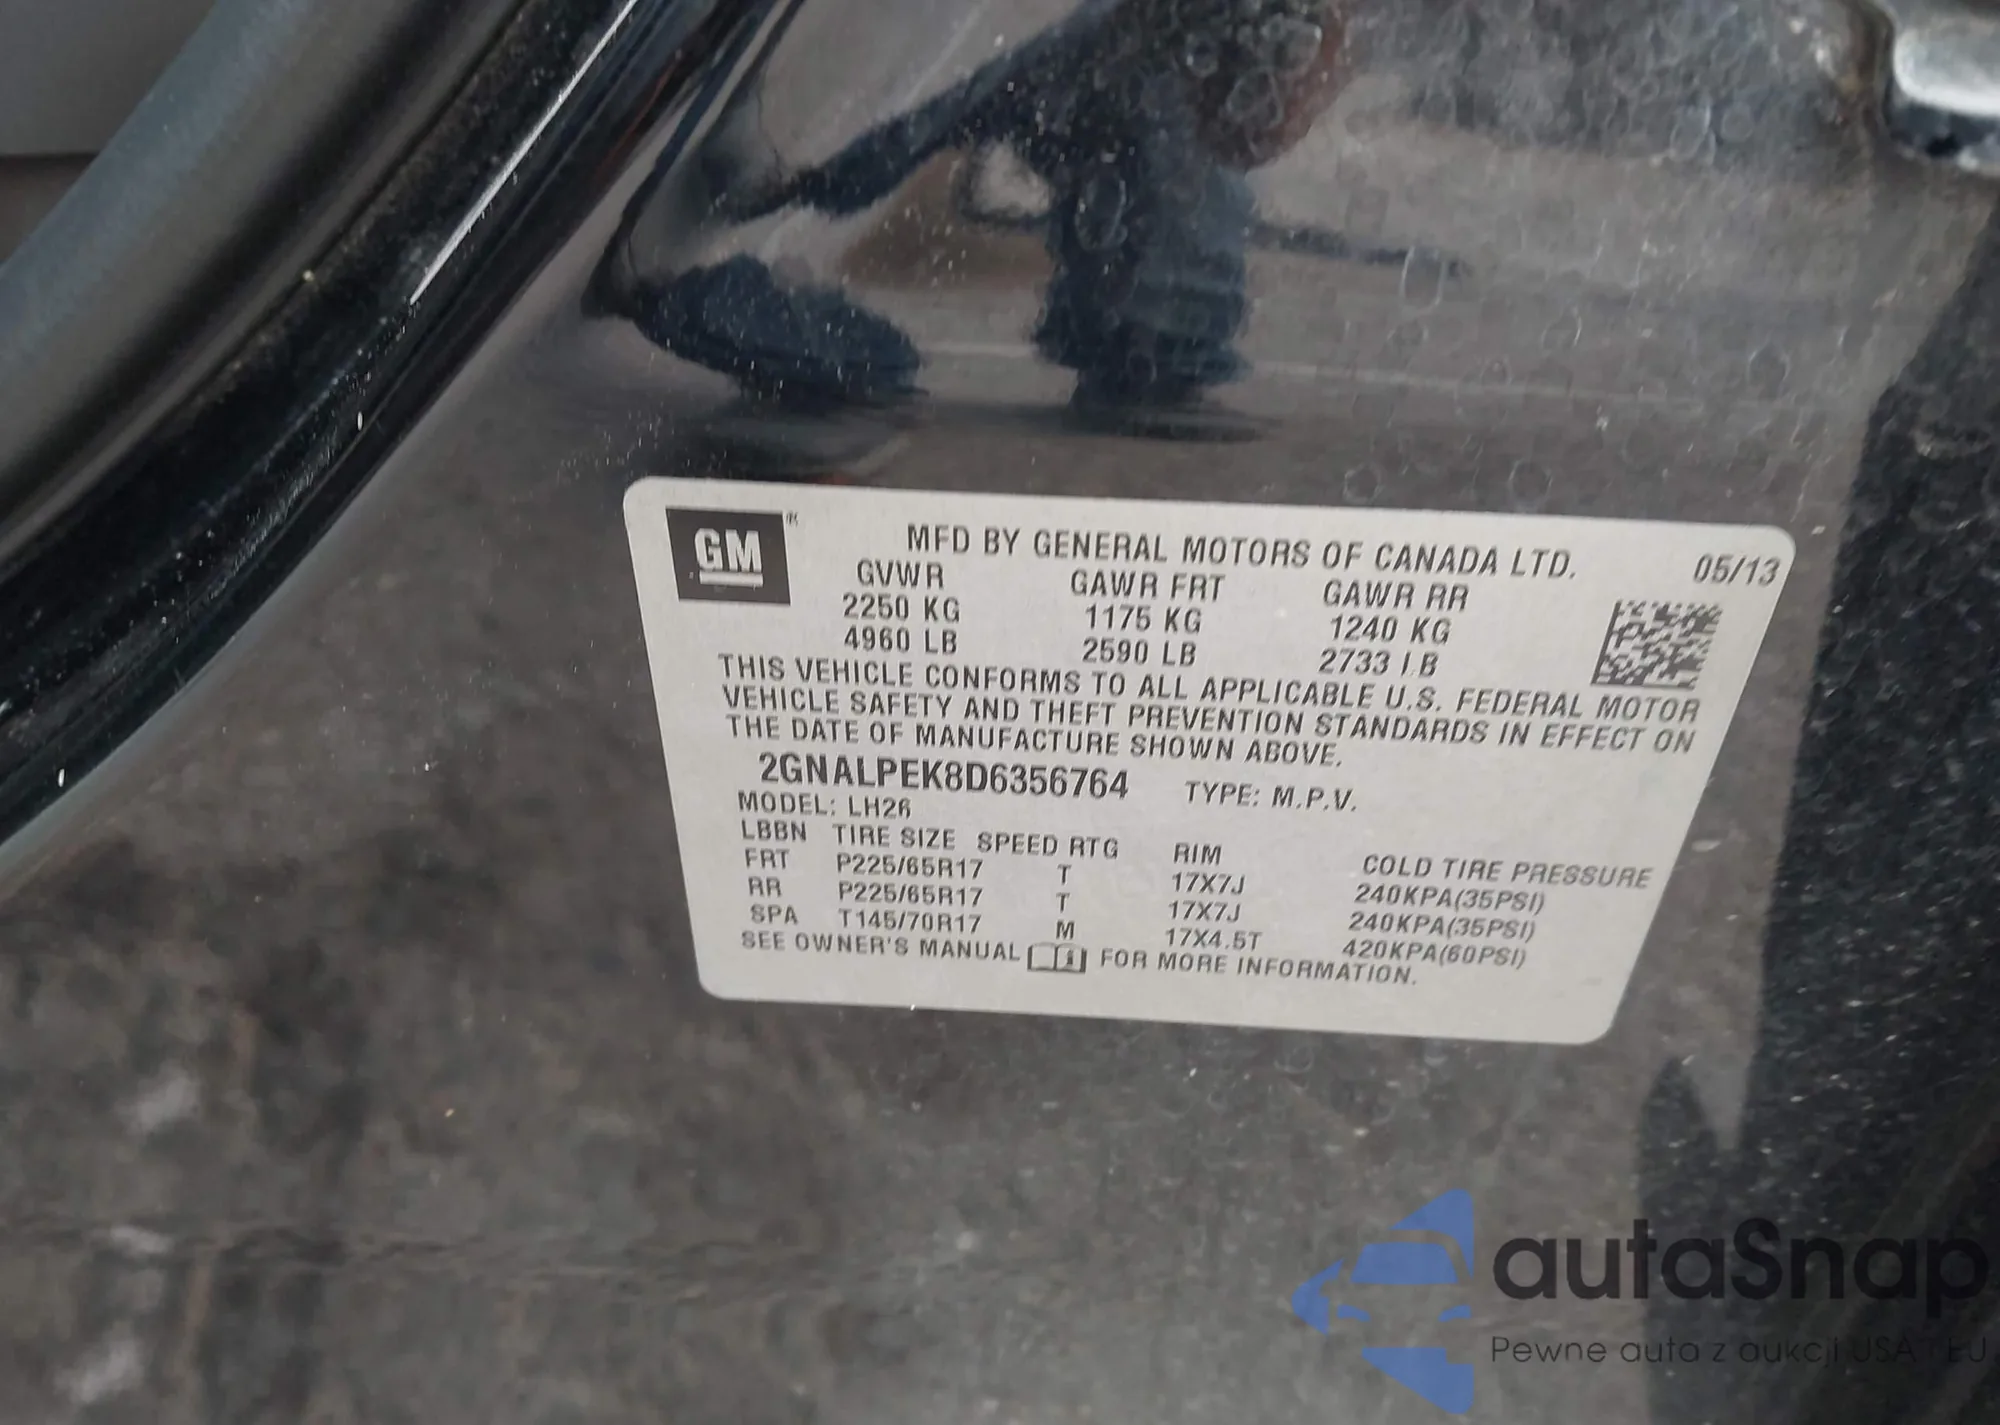 GM
MFD BY GENERAL MOTORS OF CANADA LTD. 05/13
GVWR GAWR FRT GAWR RR
2250 KG 1175 KG 1240 KG
4960 LB 2590 LB 2733 LB
THIS VEHICLE CONFORMS TO ALL APPLICABLE U.S. FEDERAL MOTOR
VEHICLE SAFETY AND THEFT PREVENTION STANDARDS IN EFFECT ON
THE DATE OF MANUFACTURE SHOWN ABOVE.
2GNALPEK8D6356764 TYPE: M.P.V.
MODEL: LH26
LBBN TIRE SIZE SPEED RTG RIM COLD TIRE PRESSURE
FRT P225/65R17 T 17X7J 240KPA(35PSI)
RR P225/65R17 T 17X7J 240KPA(35PSI)
SPA T145/70R17 M 17X4.5T 420KPA(60PSI)
SEE OWNER'S MANUAL FOR MORE INFORMATION.
autoSnap
Pewne auta z aukcji USA i EU